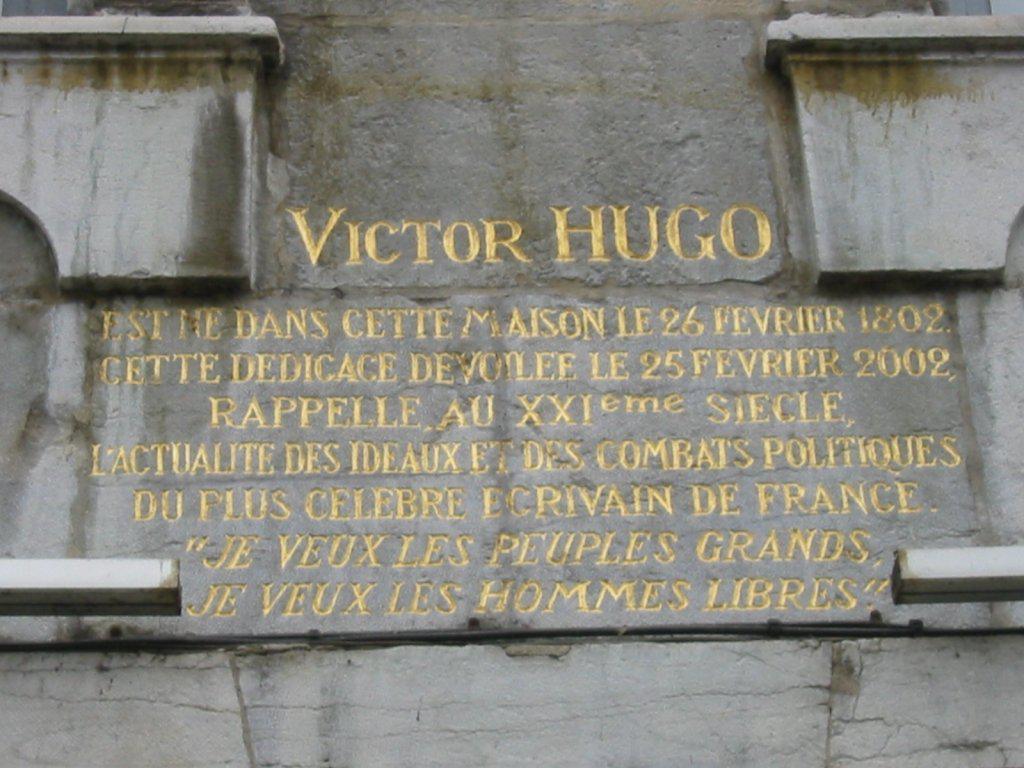 VICTOR HUGO
EST NE DANS CETTE MAISON LE 26 FEVRIER 1802.
CETTE DEDICACE DEVOILEE LE 25 FEVRIER 2002,
RAPPELLE, AU XXIeme SIECLE,
L'ACTUALITE DES IDEAUX ET DES COMBATS POLITIQUES
DU PLUS CELEBRE ECRIVAIN DE FRANCE.
"JE VEUX LES PEUPLES GRANDS,
JE VEUX LES HOMMES LIBRES"